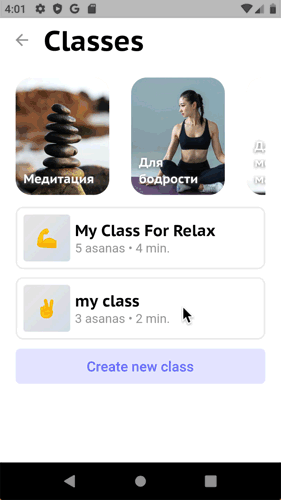 4:01
Classes
Медитация
Для
бодрости
My Class For Relax
5 asanas • 4 min.
my class
3 asanas • 2 min.
Create new class